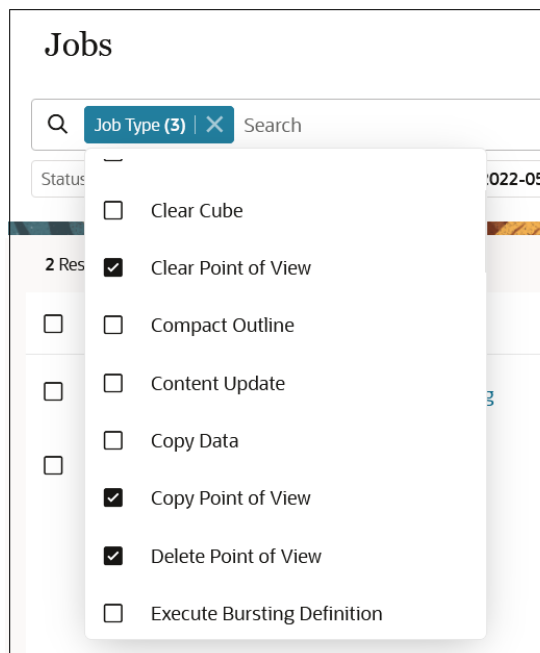 Jobs
Job Type (3) Search
Status
2022-05
Clear Cube
2 Res
Clear Point of View
Compact Outline
Content Update
g
Copy Data
Copy Point of View
Delete Point of View
Execute Bursting Definition